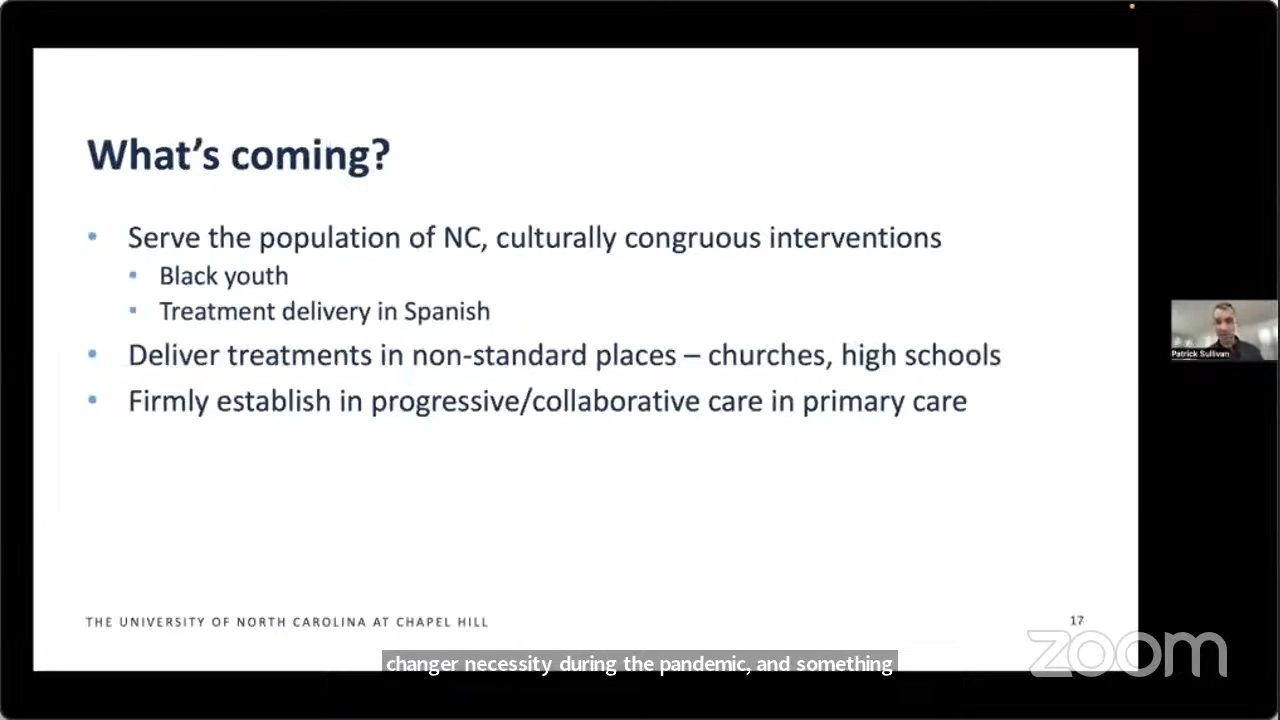 What's coming?
• Serve the population of NC, culturally congruous interventions
▪ Black youth
▪ Treatment delivery in Spanish
• Deliver treatments in non-standard places – churches, high schools
• Firmly establish in progressive/collaborative care in primary care
Patrick Sullivan
THE UNIVERSITY OF NORTH CAROLINA AT CHAPEL HILL
17
zoom
changer necessity during the pandemic, and something